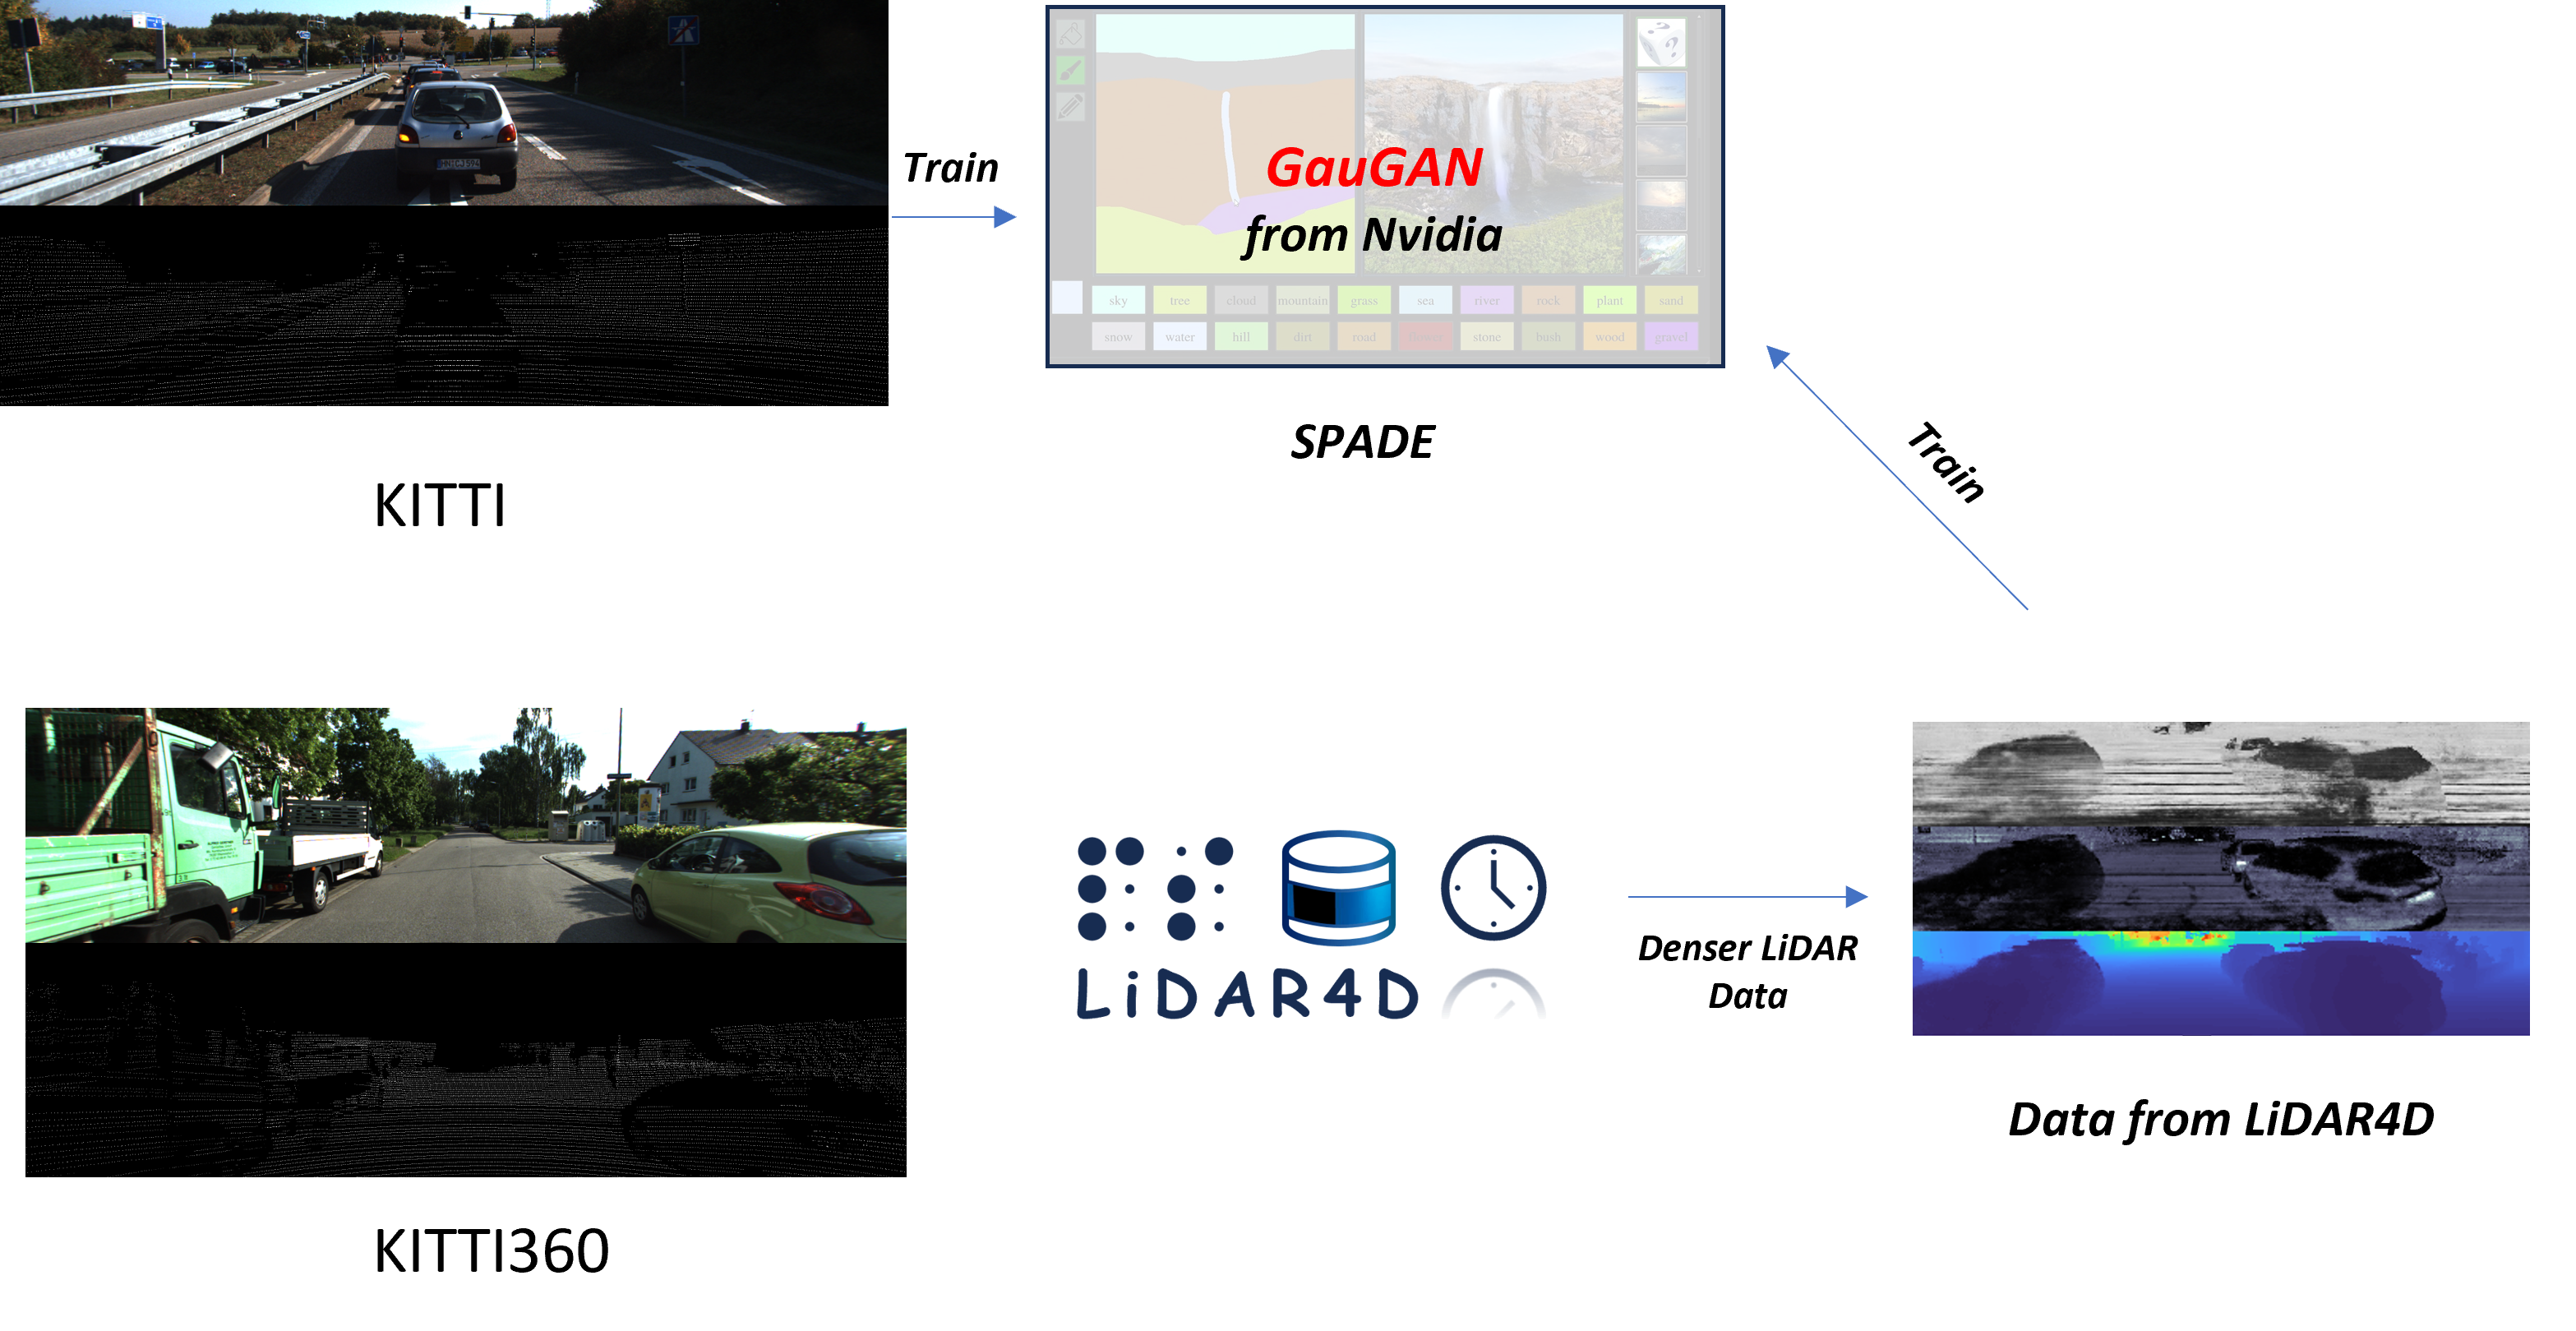 Train
GauGAN
from Nvidia
sky tree cloud mountain grass sea river rock plant sand
snow water hill dirt road stone bush wood gravel
SPADE
KITTI
Train
LiDAR4D
Denser LiDAR
Data
Data from LiDAR4D
KITTI360